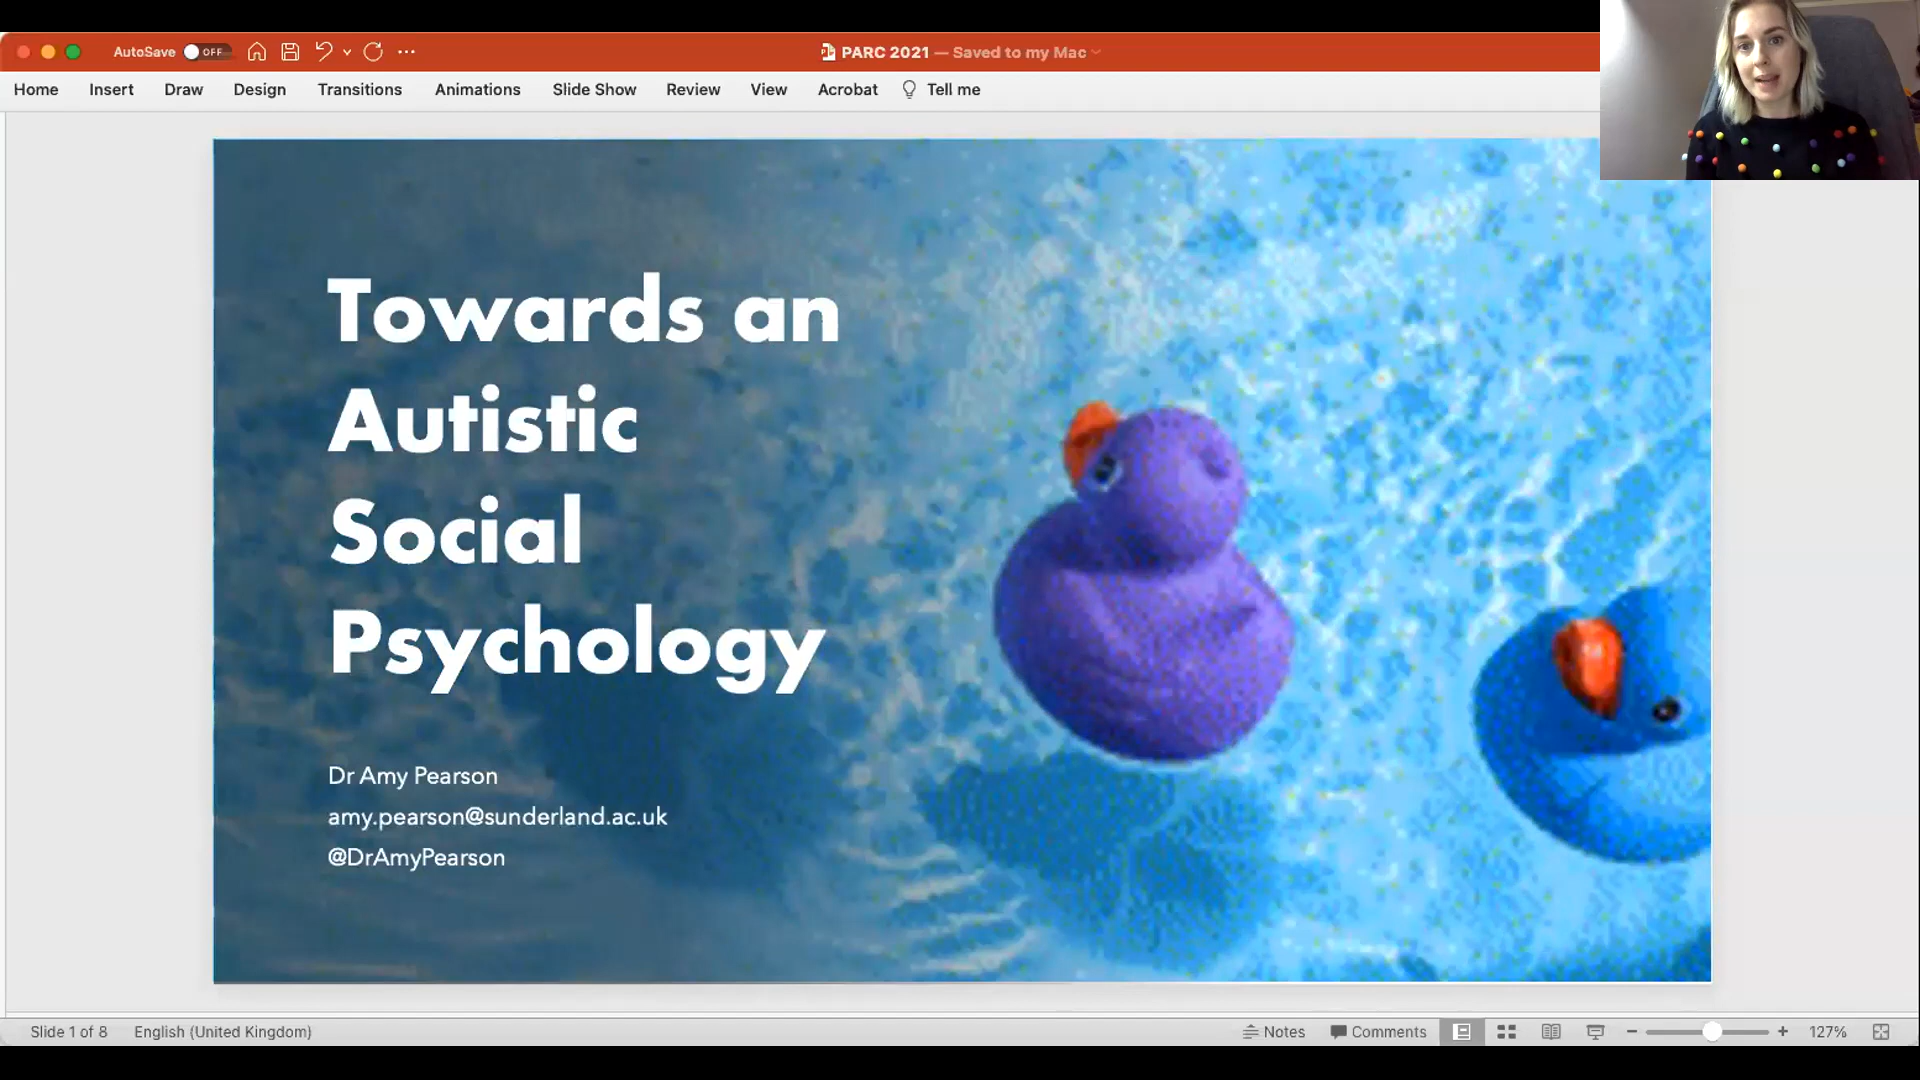 AutoSave OFF
PARC 2021 — Saved to my Mac
Home Insert Draw Design Transitions Animations Slide Show Review View Acrobat Tell me
Towards an
Autistic
Social
Psychology
Dr Amy Pearson
amy.pearson@sunderland.ac.uk
@DrAmyPearson
Slide 1 of 8 English (United Kingdom) Notes Comments 127%